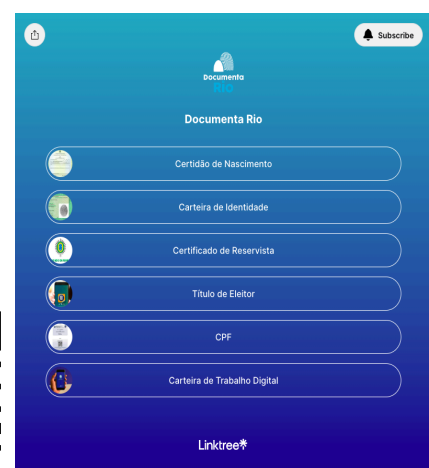 Subscribe
Documenta
RIO
Documenta Rio
Certidão de Nascimento
Carteira de Identidade
Certificado de Reservista
Título de Eleitor
CPF
Carteira de Trabalho Digital
Linktree*